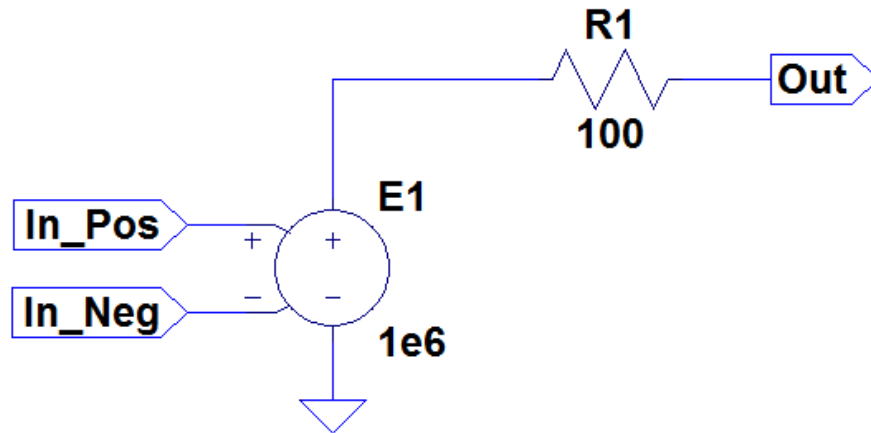 R1
Out
100
E1
In_Pos
+ +
In_Neg
- -
1e6